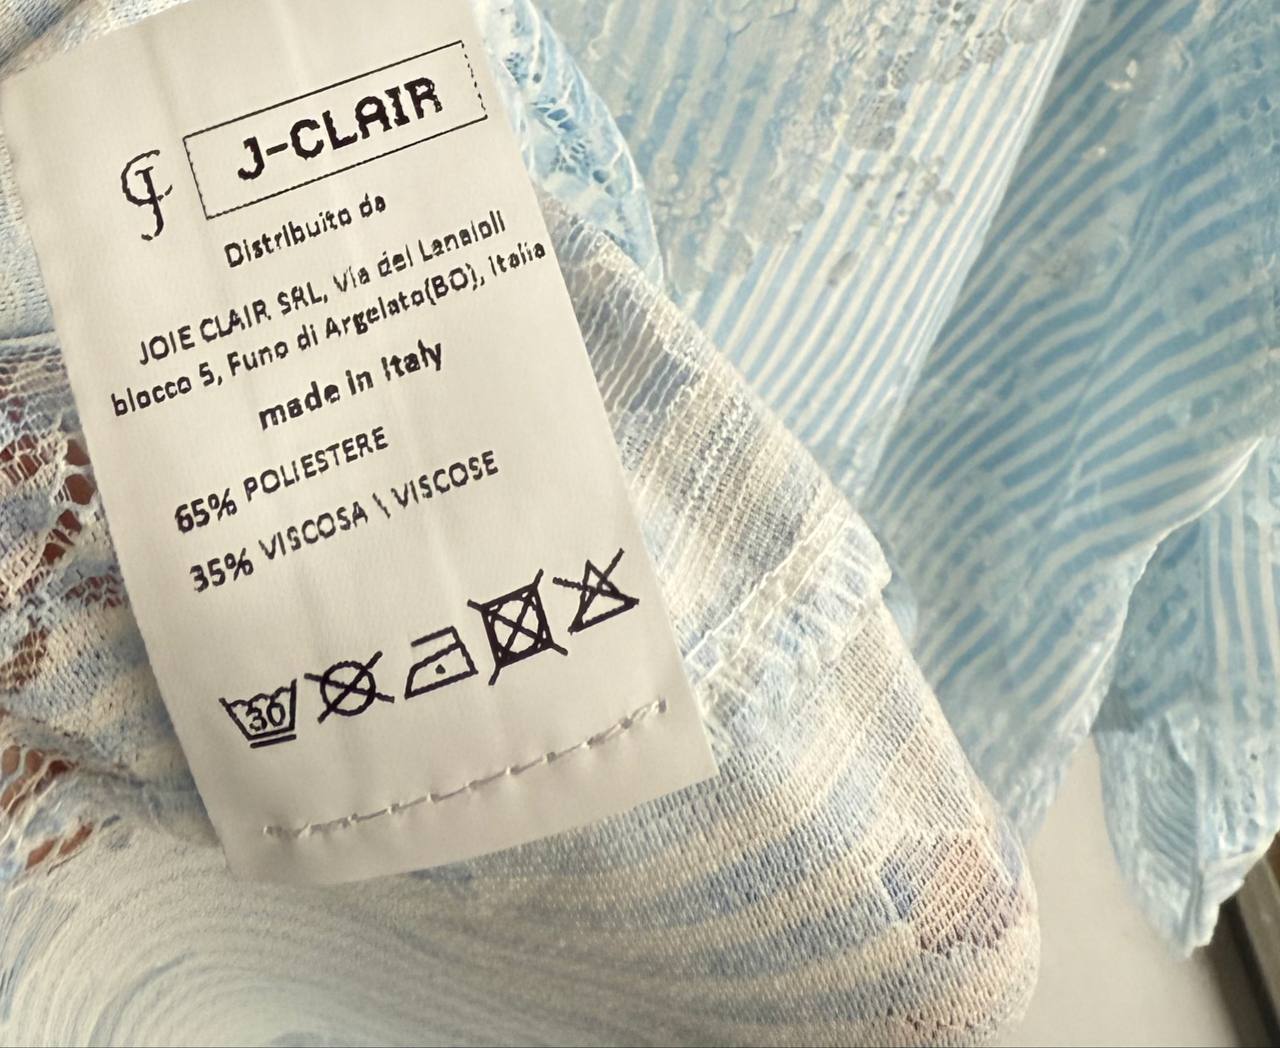 J-CLAIR
Distribuito da
JOIE CLAIR SRL, Via dei Lanaioli
blocco 5, Funo di Argelato(BO), Italia
made in Italy
65% POLIESTERE
35% VISCOSA \ VISCOSE
30